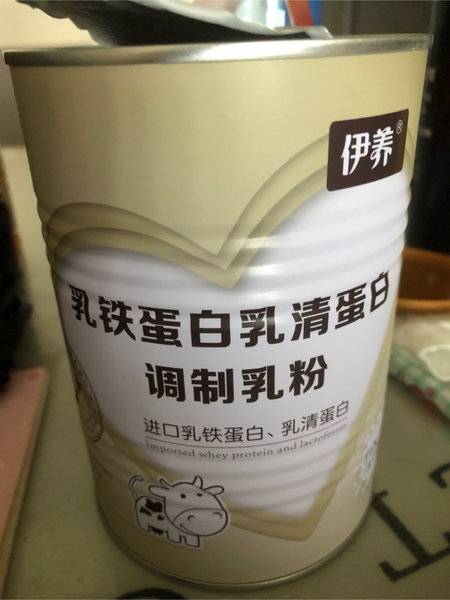 伊养®
乳铁蛋白乳清蛋白
调制乳粉
进口乳铁蛋白、乳清蛋白
Imported whey protein and lactoferrin